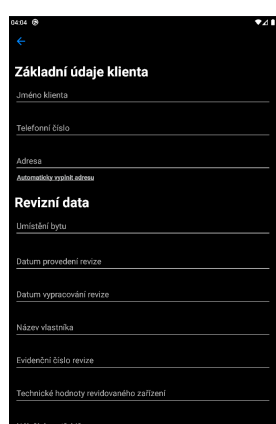 04:04
Základní údaje klienta
Jméno klienta
Telefonní číslo
Adresa
Automaticky vyplnit adresu
Revizní data
Umístění bytu
Datum provedení revize
Datum vypracování revize
Název vlastníka
Evidenční číslo revize
Technické hodnoty revidovaného zařízení